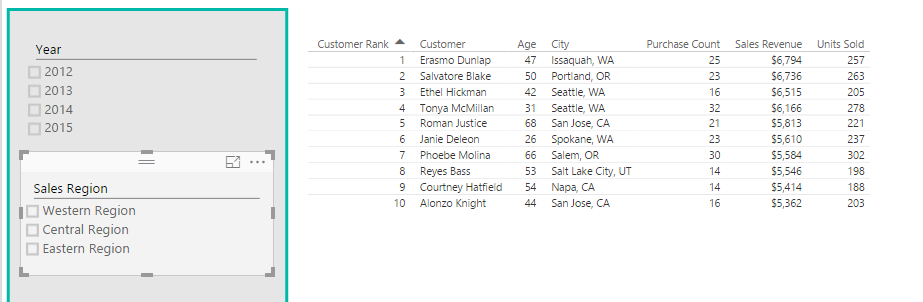 Year
2012
2013
2014
2015
Sales Region
Western Region
Central Region
Eastern Region
Customer Rank Customer Age City Purchase Count Sales Revenue Units Sold
1 Erasmo Dunlap 47 Issaquah, WA 25 $6,794 257
2 Salvatore Blake 50 Portland, OR 23 $6,736 263
3 Ethel Hickman 42 Seattle, WA 16 $6,515 205
4 Tonya McMillan 31 Seattle, WA 32 $6,166 278
5 Roman Justice 68 San Jose, CA 21 $5,813 221
6 Janie Deleon 26 Spokane, WA 23 $5,610 237
7 Phoebe Molina 66 Salem, OR 30 $5,584 302
8 Reyes Bass 53 Salt Lake City, UT 14 $5,546 198
9 Courtney Hatfield 54 Napa, CA 14 $5,414 188
10 Alonzo Knight 44 San Jose, CA 16 $5,362 203